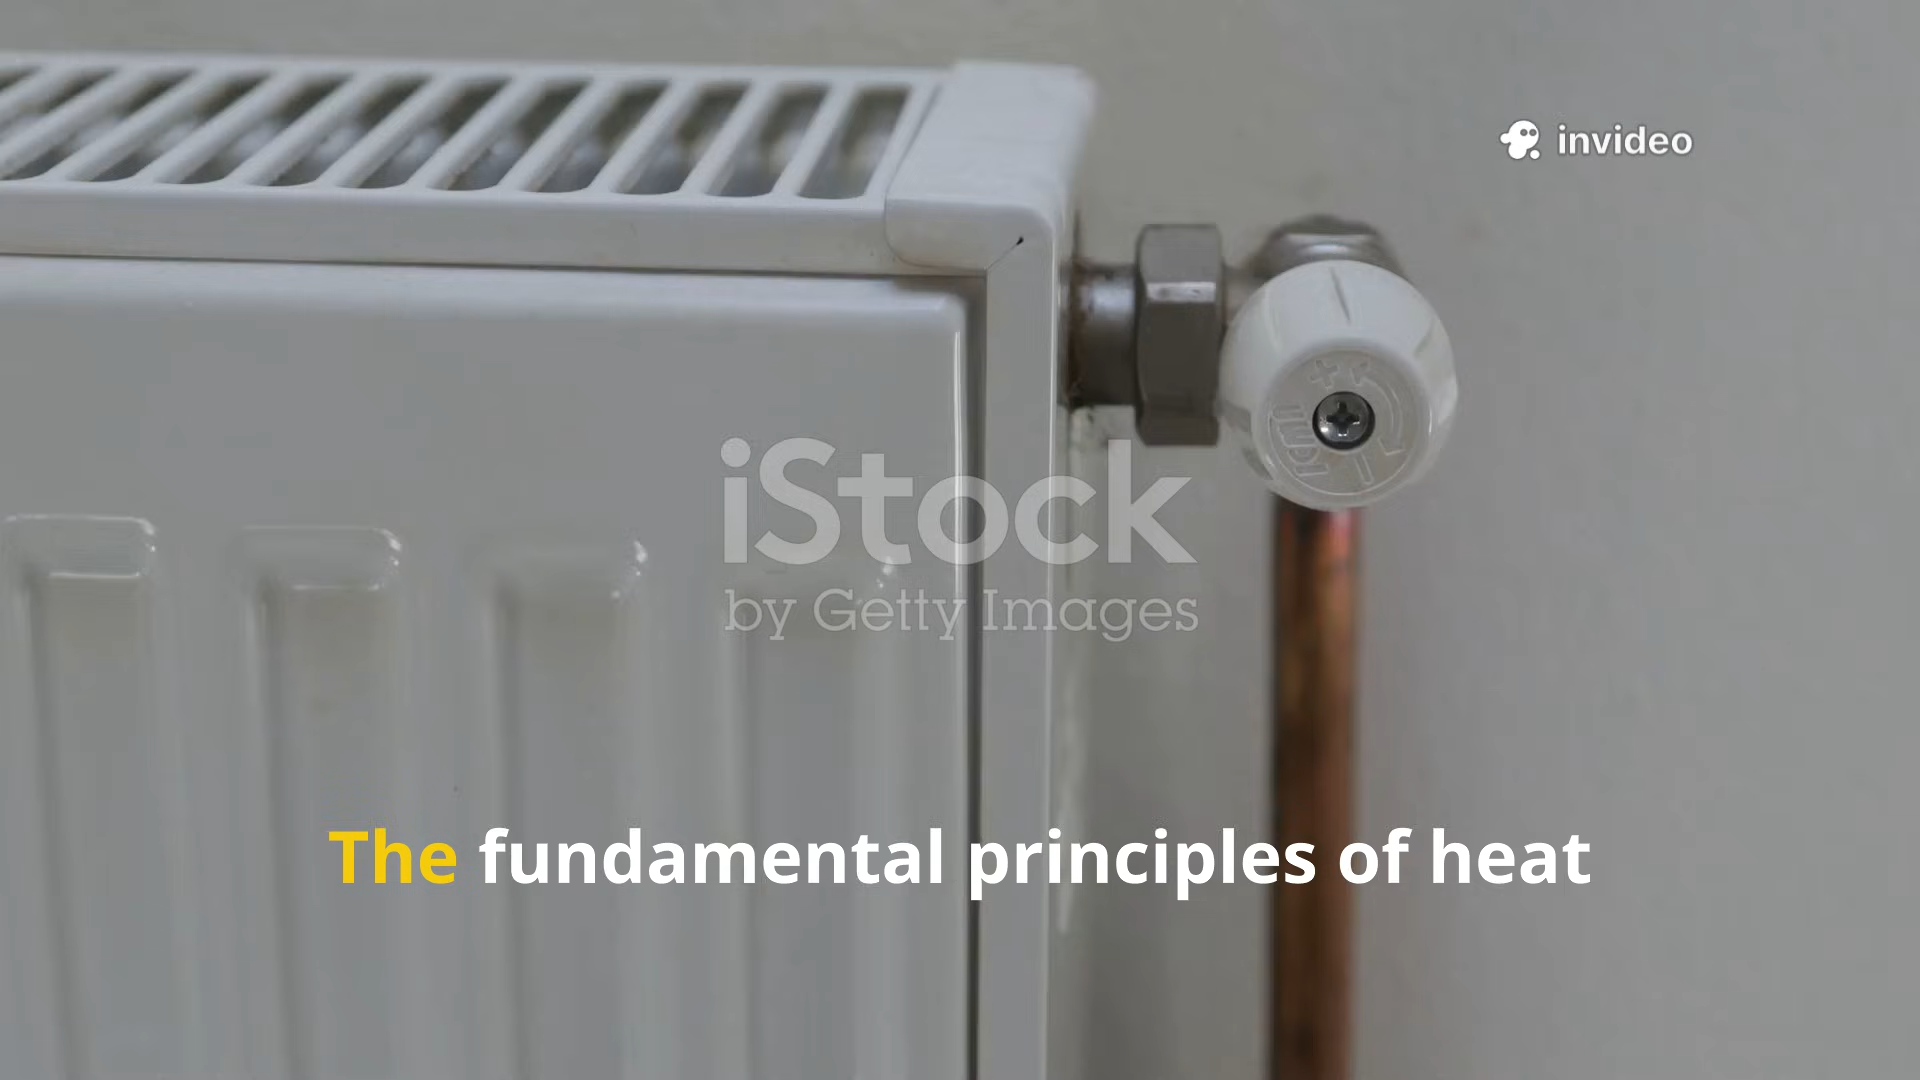 invideo
iStock
by Getty Images
The fundamental principles of heat